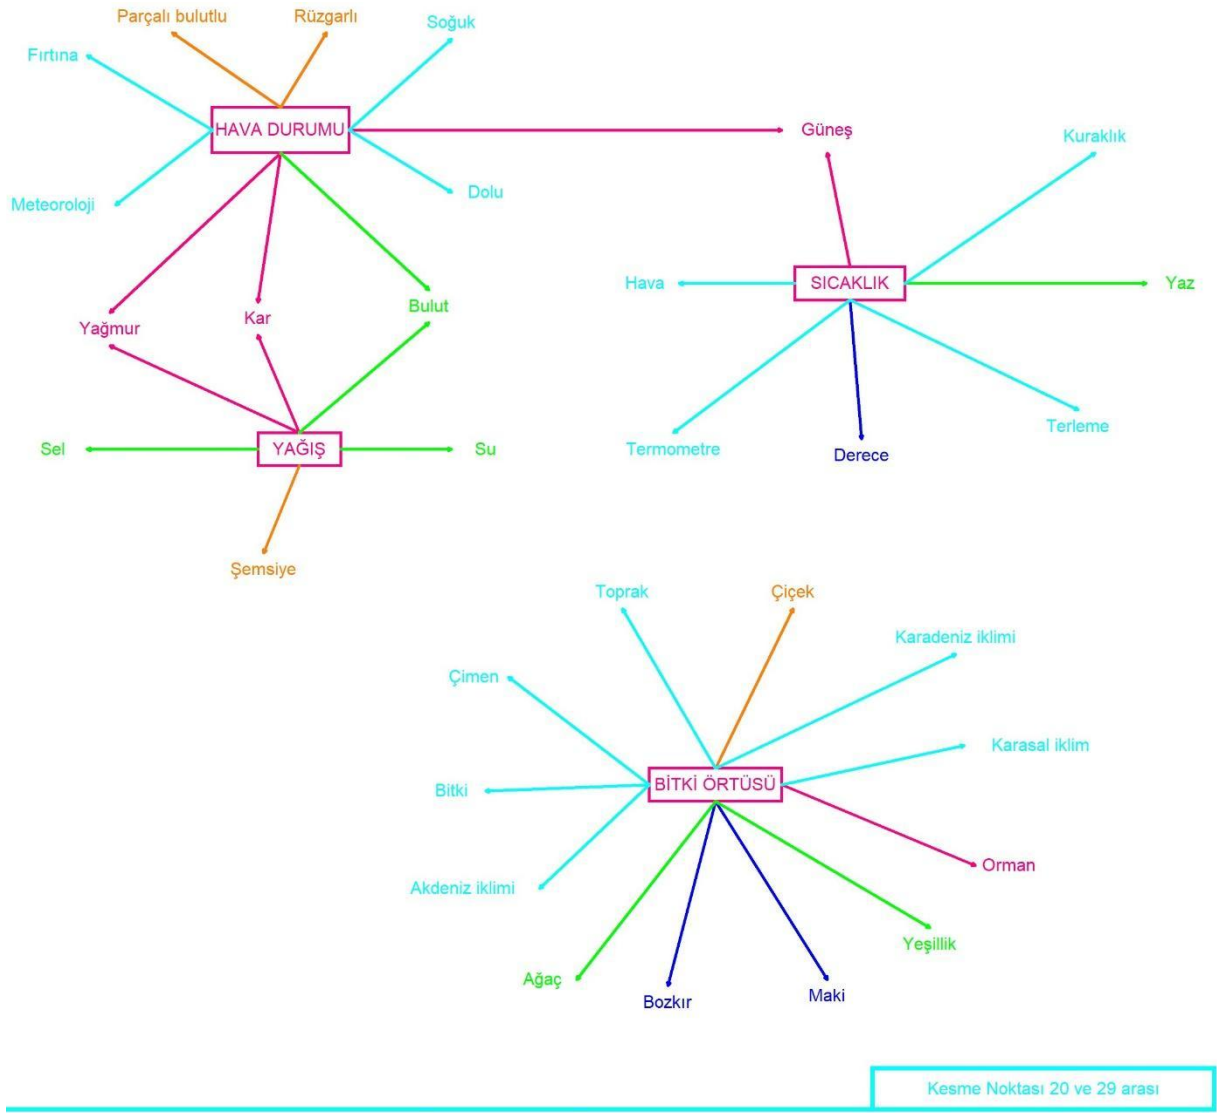 Parçalı bulutlu
Rüzgarlı
Soğuk
Fırtına
HAVA DURUMU
Güneş
Kuraklık
Meteoroloji
Dolu
Hava
SICAKLIK
Yaz
Yağmur
Kar
Bulut
Sel
YAĞIŞ
Su
Termometre
Derece
Terleme
Şemsiye
Toprak
Çiçek
Karadeniz iklimi
Çimen
Karasal iklim
Bitki
BİTKİ ÖRTÜSÜ
Akdeniz iklimi
Orman
Ağaç
Bozkır
Maki
Yeşillik
Kesme Noktası 20 ve 29 arası